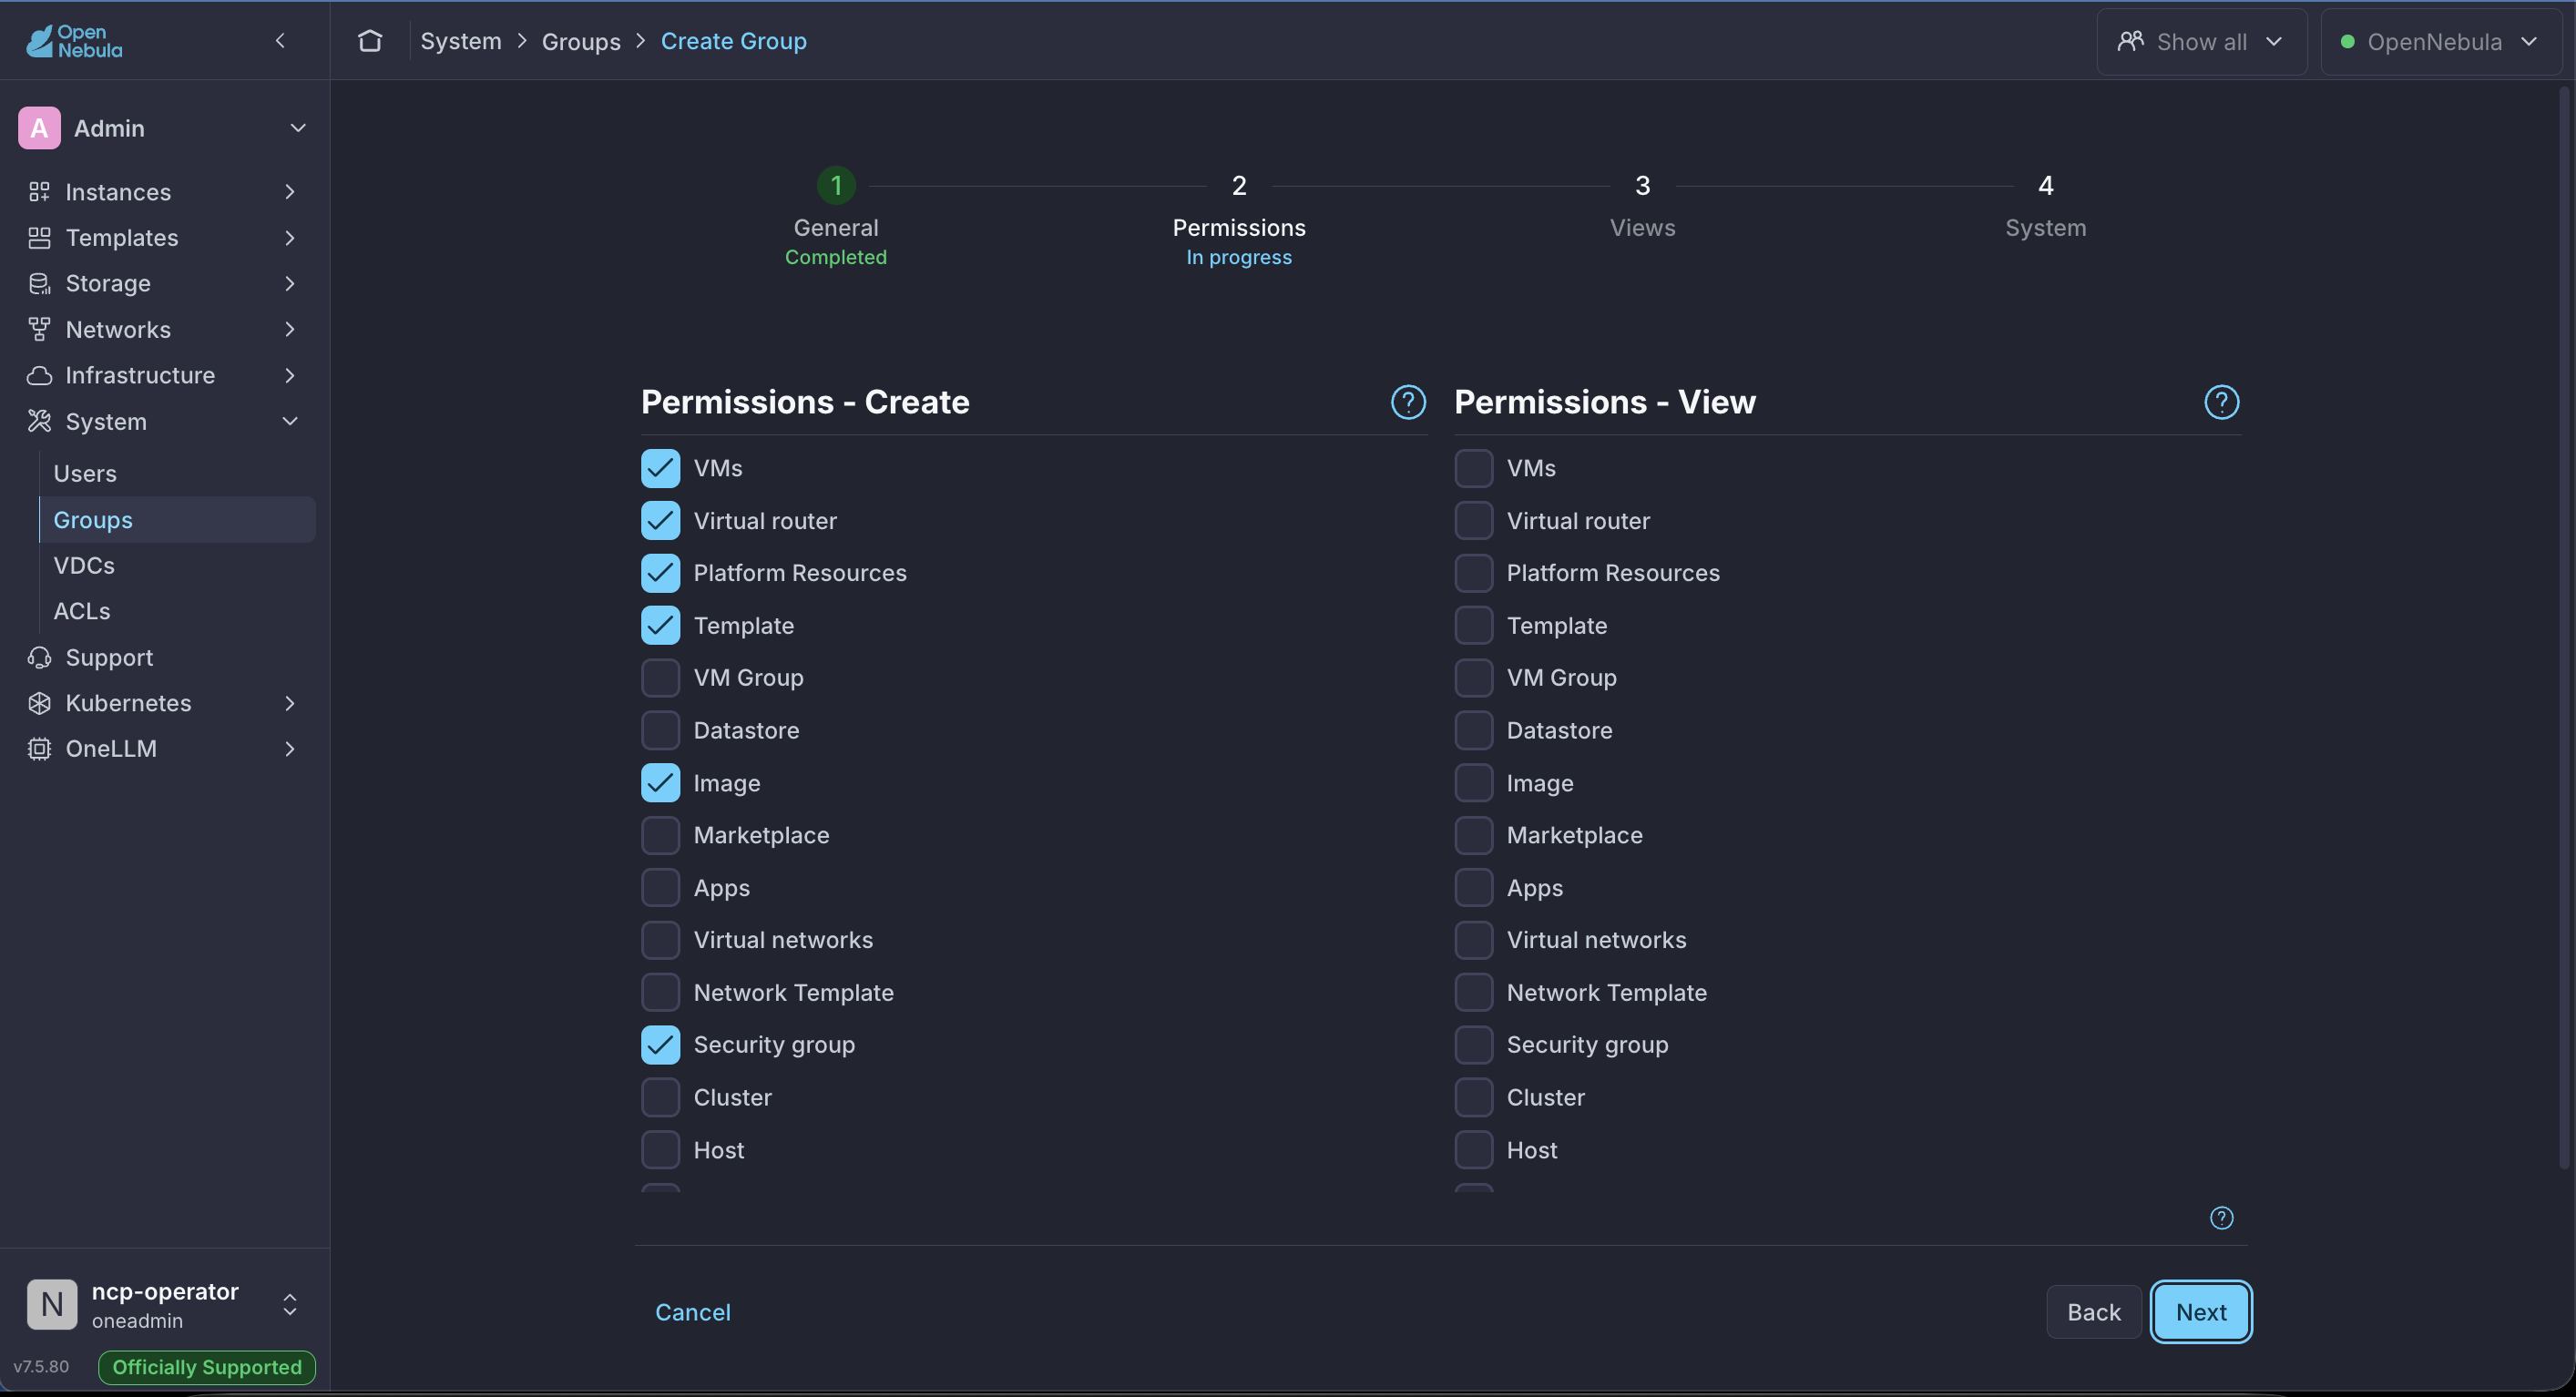 Open
Nebula
System > Groups > Create Group
Show all
OpenNebula
A Admin
Instances
Templates
Storage
Networks
Infrastructure
System
Users
Groups
VDCs
ACLs
Support
Kubernetes
OneLLM
1
General
Completed
2
Permissions
In progress
3
Views
4
System
Permissions - Create ?
VMs
Virtual router
Platform Resources
Template
VM Group
Datastore
Image
Marketplace
Apps
Virtual networks
Network Template
Security group
Cluster
Host
Permissions - View ?
VMs
Virtual router
Platform Resources
Template
VM Group
Datastore
Image
Marketplace
Apps
Virtual networks
Network Template
Security group
Cluster
Host
?
Cancel
Back
Next
N
ncp-operator
oneadmin
v7.5.80
Officially Supported